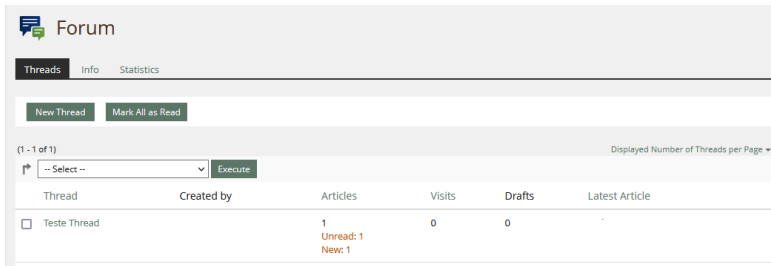 Forum
Threads Info Statistics
New Thread Mark All as Read
(1 - 1 of 1) Displayed Number of Threads per Page
-- Select -- Execute
Thread Created by Articles Visits Drafts Latest Article
Teste Thread 1 0 0
Unread: 1
New: 1